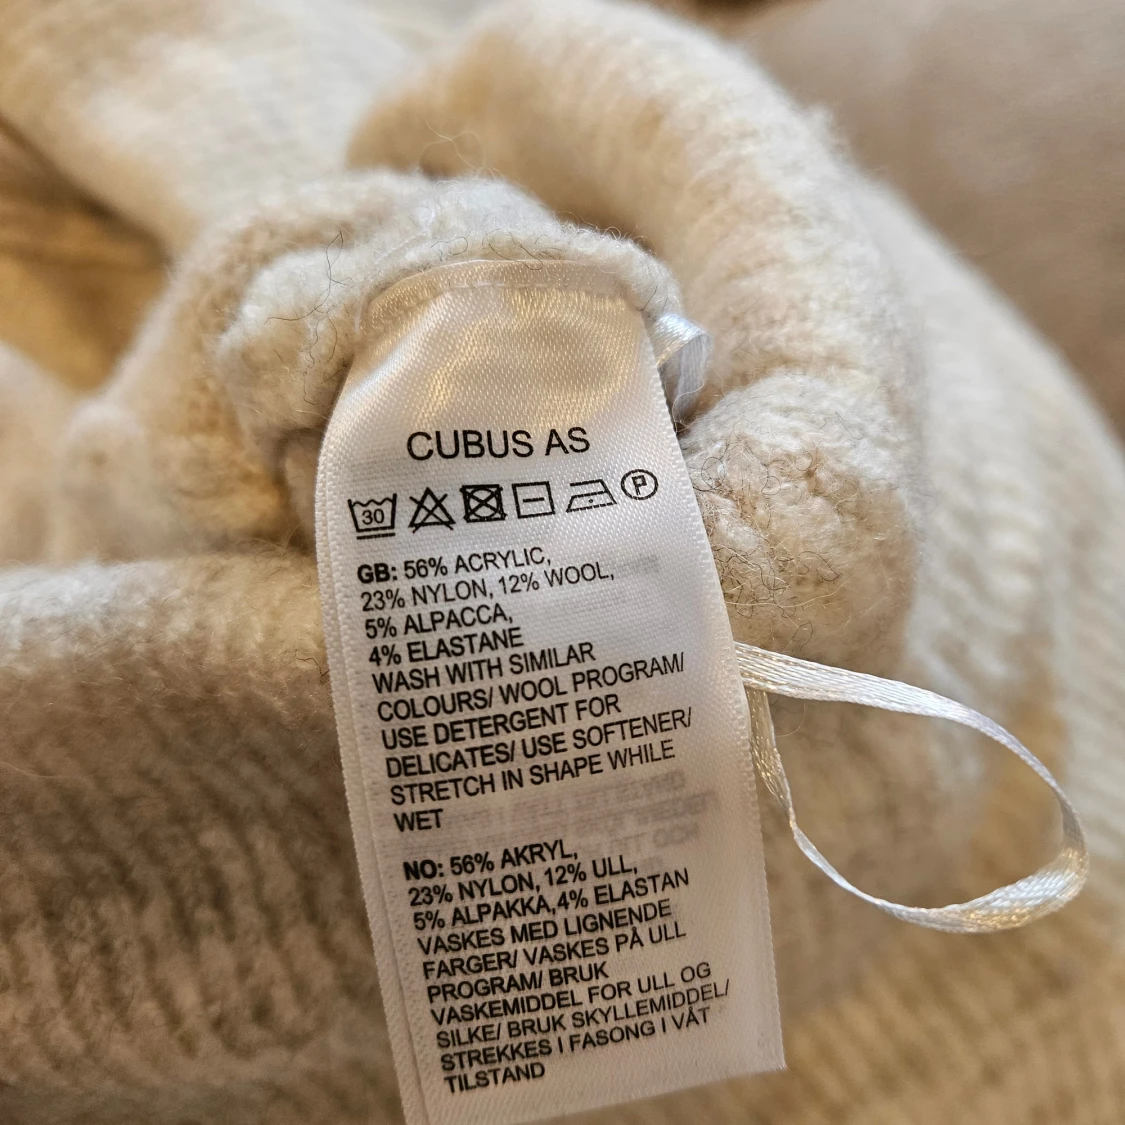 CUBUS AS
30 P
GB: 56% ACRYLIC,
23% NYLON, 12% WOOL,
5% ALPACCA,
4% ELASTANE
WASH WITH SIMILAR
COLOURS/ WOOL PROGRAM/
USE DETERGENT FOR
DELICATES/ USE SOFTENER/
STRETCH IN SHAPE WHILE
WET
NO: 56% AKRYL,
23% NYLON, 12% ULL,
5% ALPAKKA,4% ELASTAN
VASKES MED LIGNENDE
FARGER/ VASKES PÅ ULL
PROGRAM/ BRUK
VASKEMIDDEL FOR ULL OG
SILKE/ BRUK SKYLLEMIDDEL/
STREKKES I FASONG I VÅT
TILSTAND